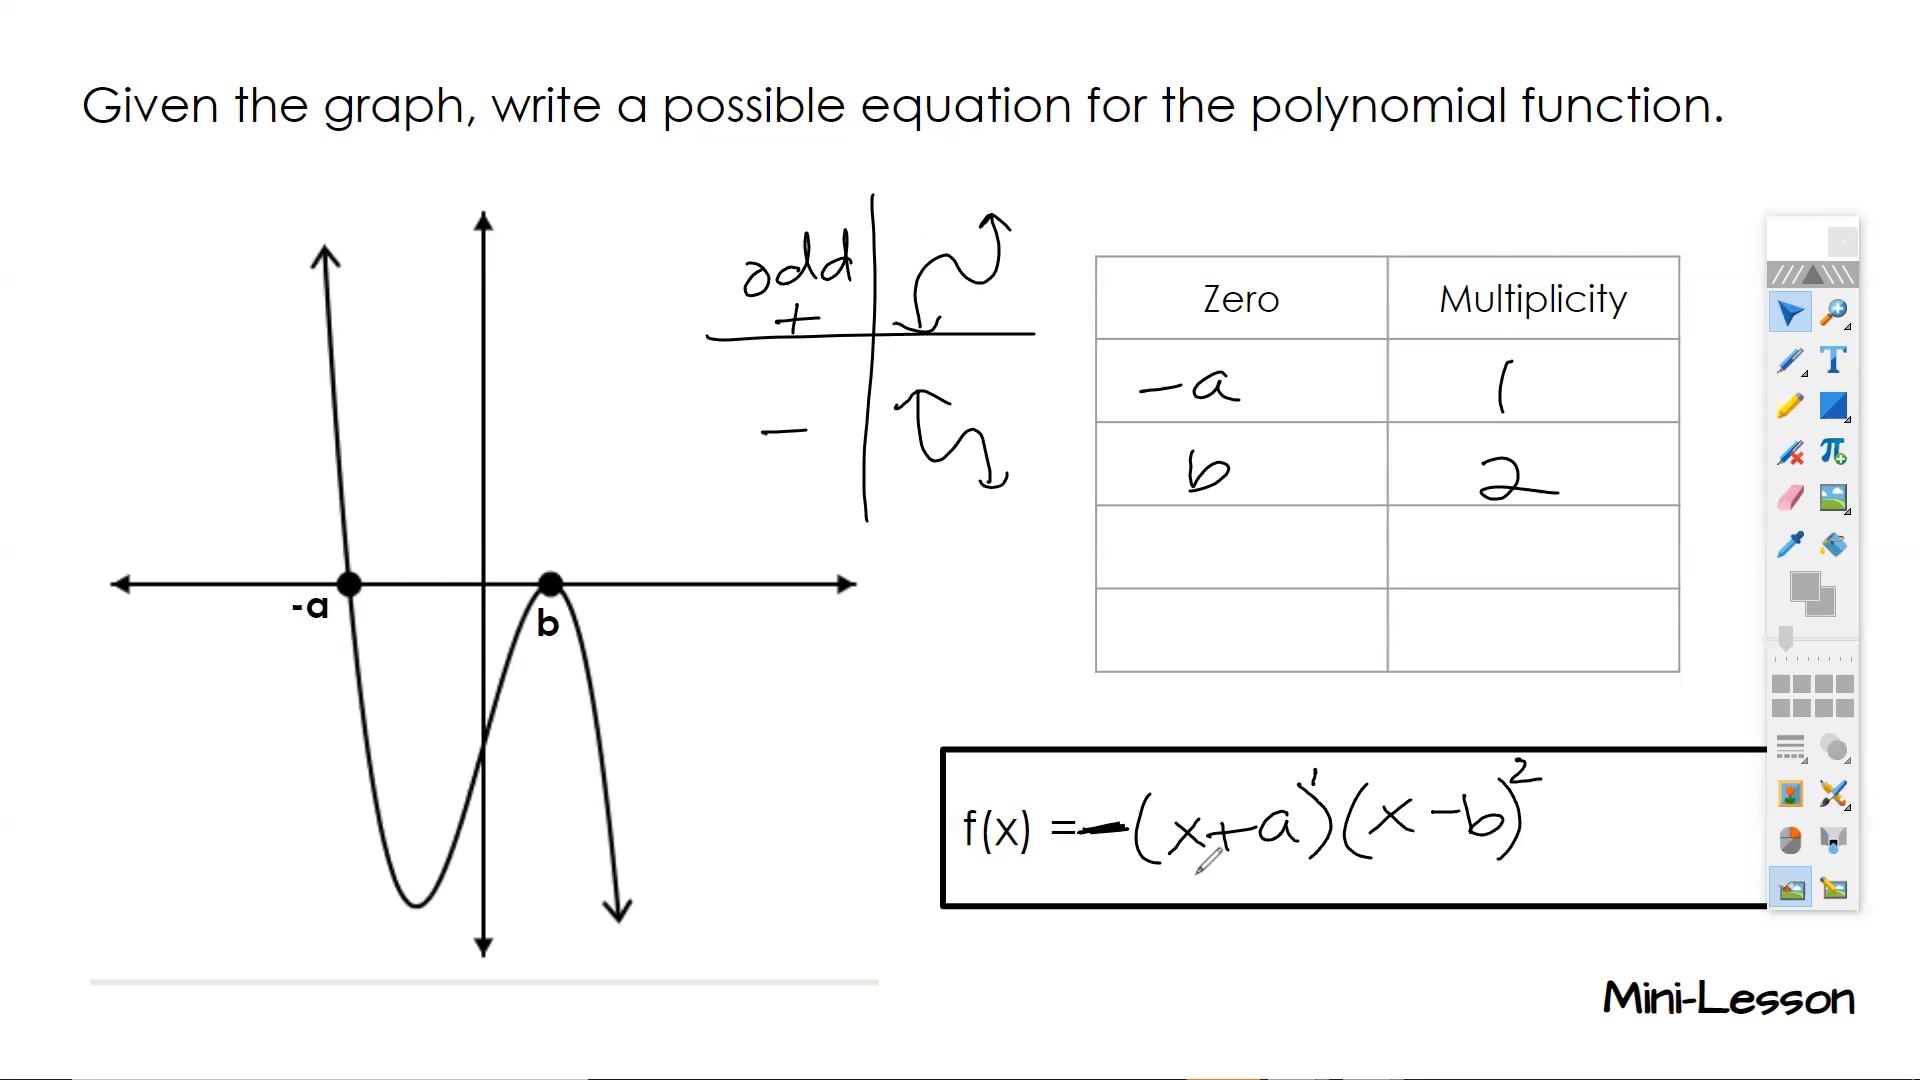 Given the graph, write a possible equation for the polynomial function.
odd
+
-
Zero Multiplicity
-a 1
b 2
-a
b
f(x) = -(x+a)¹(x-b)²
Mini-Lesson